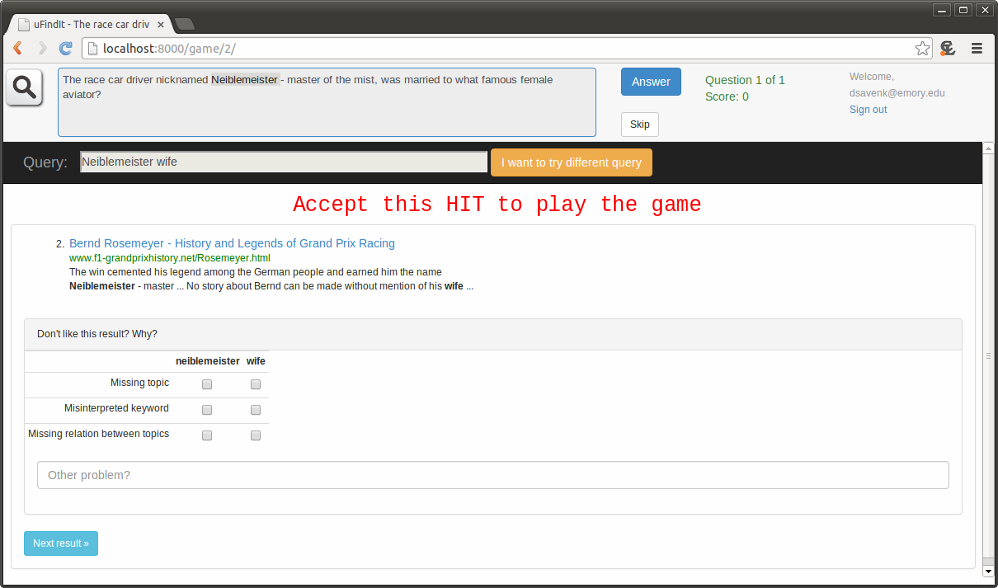 uFindIt - The race car driv
localhost:8000/game/2/
The race car driver nicknamed Neiblemeister - master of the mist, was married to what famous female
aviator?
Answer
Skip
Question 1 of 1
Score: 0
Welcome,
dsavenk@emory.edu
Sign out
Query:
Neiblemeister wife
I want to try different query
Accept this HIT to play the game
2. Bernd Rosemeyer - History and Legends of Grand Prix Racing
www.f1-grandprixhistory.net/Rosemeyer.html
The win cemented his legend among the German people and earned him the name
Neiblemeister - master ... No story about Bernd can be made without mention of his wife ...
Don't like this result? Why?
neiblemeister wife
Missing topic
Misinterpreted keyword
Missing relation between topics
Other problem?
Next result »